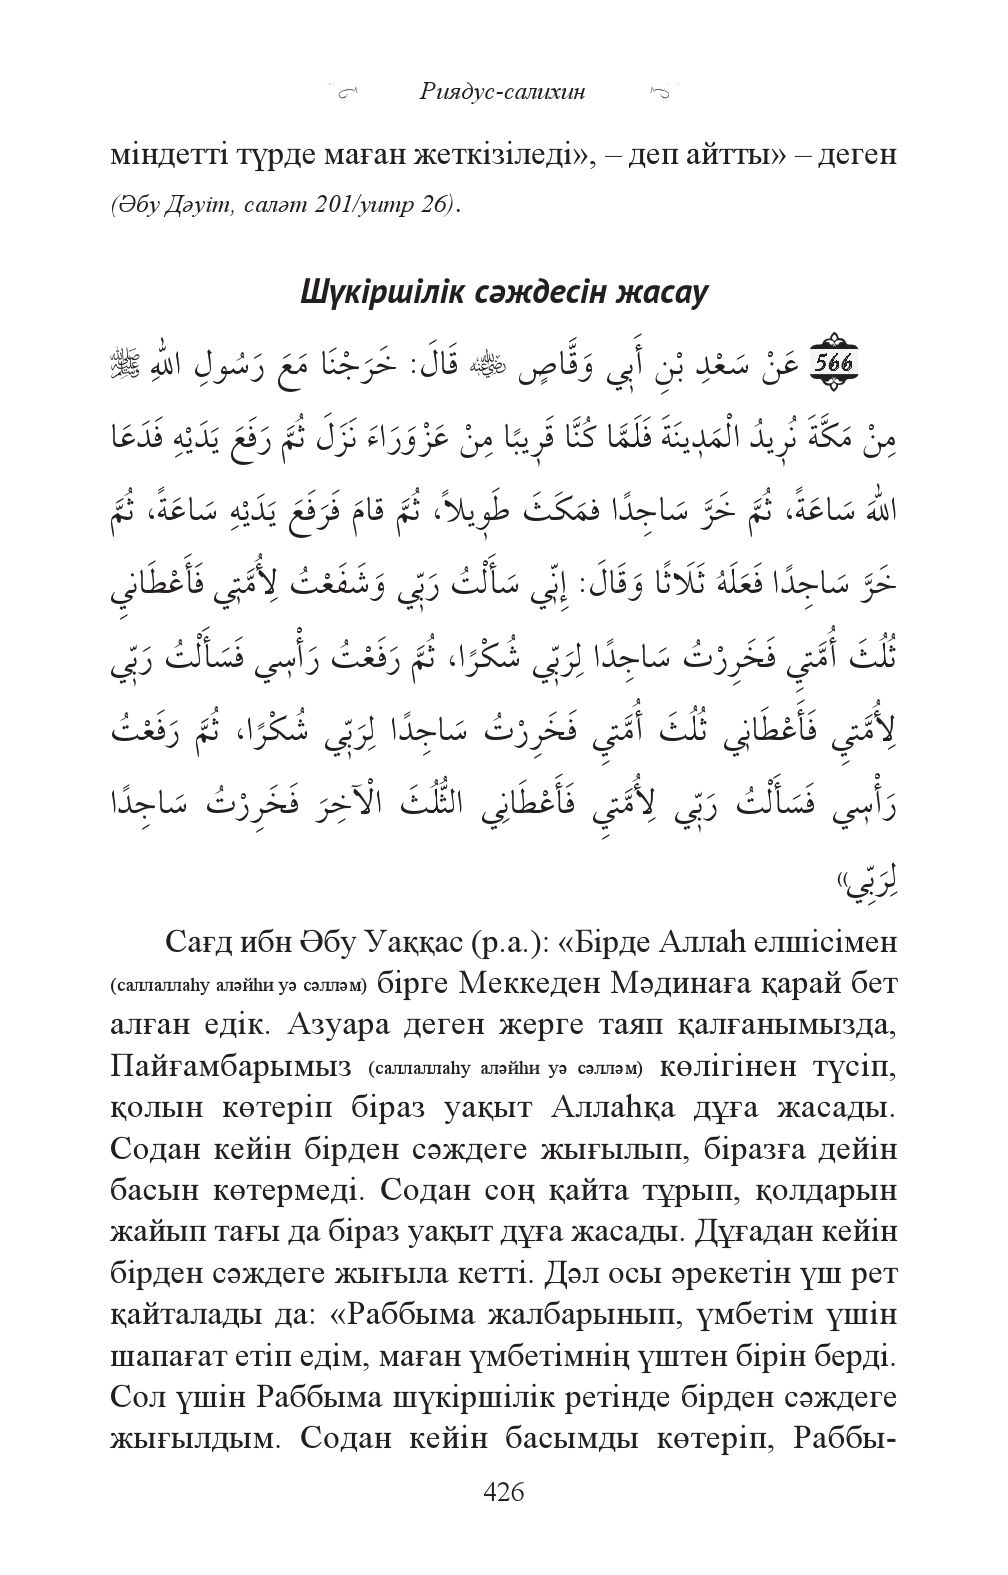 Риядус-салихин
міндетті түрде маған жеткізіледі», – деп айтты» – деген
(Әбу Дәуіт, саләт 201/уитр 26).
Шүкіршілік сәждесін жасау
566 عَنْ سَعْدِ بْنِ أَبِي وَقَّاصٍ ﷜ قَالَ: خَرَجْنَا مَعَ رَسُولِ اللهِ ﷺ
مِنْ مَكَّةَ نُرِيدُ الْمَدِينَةَ فَلَمَّا كُنَّا قَرِيبًا مِنْ عَزْوَرَاءَ نَزَلَ ثُمَّ رَفَعَ يَدَيْهِ فَدَعَا
اللهَ سَاعَةً، ثُمَّ خَرَّ سَاجِدًا فمَكَثَ طَوِيلاً، ثُمَّ قامَ فَرَفَعَ يَدَيْهِ سَاعَةً، ثُمَّ
خَرَّ سَاجِدًا فَعَلَهُ ثَلَاثًا وَقَالَ: إِنِّي سَأَلْتُ رَبِّي وَشَفَعْتُ لِأُمَّتِي فَأَعْطَانِي
ثُلُثَ أُمَّتِي فَخَرِرْتُ سَاجِدًا لِرَبِّي شُكْرًا، ثُمَّ رَفَعْتُ رَأْسِي فَسَأَلْتُ رَبِّي
لِأُمَّتِي فَأَعْطَانِي ثُلُثَ أُمَّتِي فَخَرِرْتُ سَاجِدًا لِرَبِّي شُكْرًا، ثُمَّ رَفَعْتُ
رَأْسِي فَسَأَلْتُ رَبِّي لِأُمَّتِي فَأَعْطَانِي الثُّلُثَ الْآخِرَ فَخَرِرْتُ سَاجِدًا
لِرَبِّي»
Сағд ибн Әбу Уаққас (р.а.): «Бірде Аллаһ елшісімен
(саллаллаһу аләйһи уә сәлләм) бірге Меккеден Мәдинаға қарай бет
алған едік. Азуара деген жерге таяп қалғанымызда,
Пайғамбарымыз (саллаллаһу аләйһи уә сәлләм) көлігінен түсіп,
қолын көтеріп біраз уақыт Аллаһқа дұға жасады.
Содан кейін бірден сәждеге жығылып, біразға дейін
басын көтермеді. Содан соң қайта тұрып, қолдарын
жайып тағы да біраз уақыт дұға жасады. Дұғадан кейін
бірден сәждеге жығыла кетті. Дәл осы әрекетін үш рет
қайталады да: «Раббыма жалбарынып, үмбетім үшін
шапағат етіп едім, маған үмбетімнің үштен бірін берді.
Сол үшін Раббыма шүкіршілік ретінде бірден сәждеге
жығылдым. Содан кейін басымды көтеріп, Раббы-
426